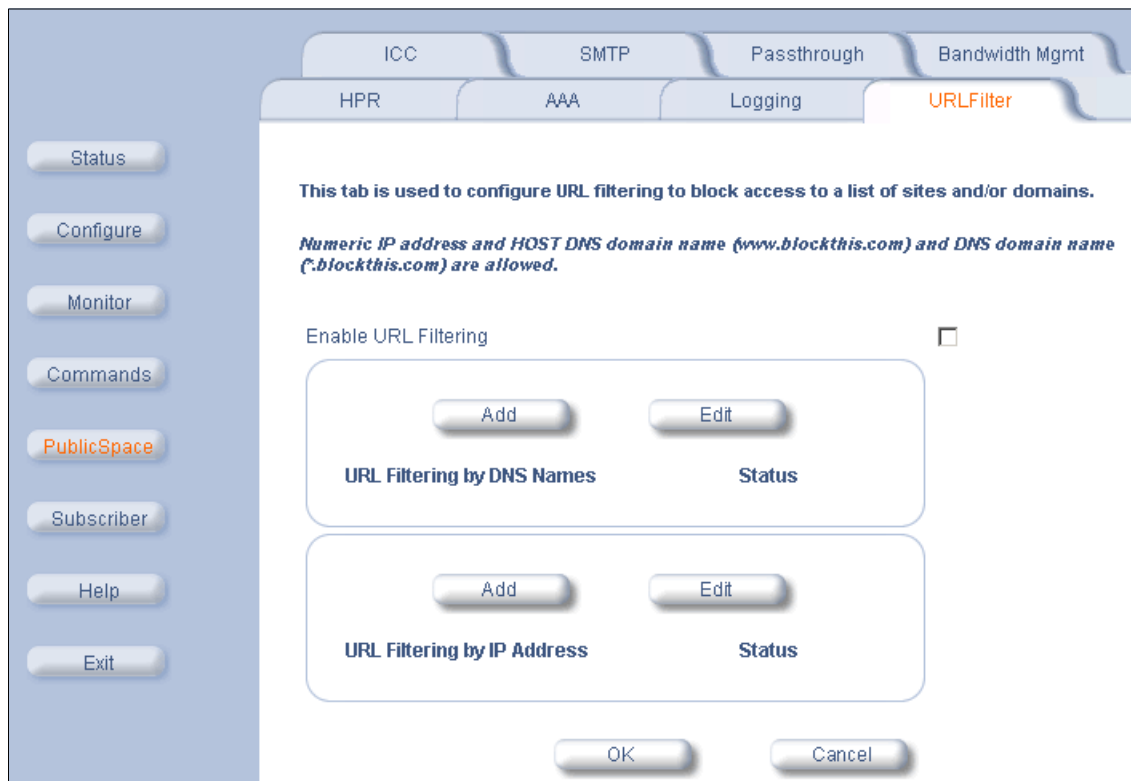 ICC SMTP Passthrough Bandwidth Mgmt
HPR AAA Logging URLFilter
Status
Configure
Monitor
Commands
PublicSpace
Subscriber
Help
Exit
This tab is used to configure URL filtering to block access to a list of sites and/or domains.
Numeric IP address and HOST DNS domain name (www.blockthis.com) and DNS domain name
(*.blockthis.com) are allowed.
Enable URL Filtering
Add Edit
URL Filtering by DNS Names Status
Add Edit
URL Filtering by IP Address Status
OK Cancel